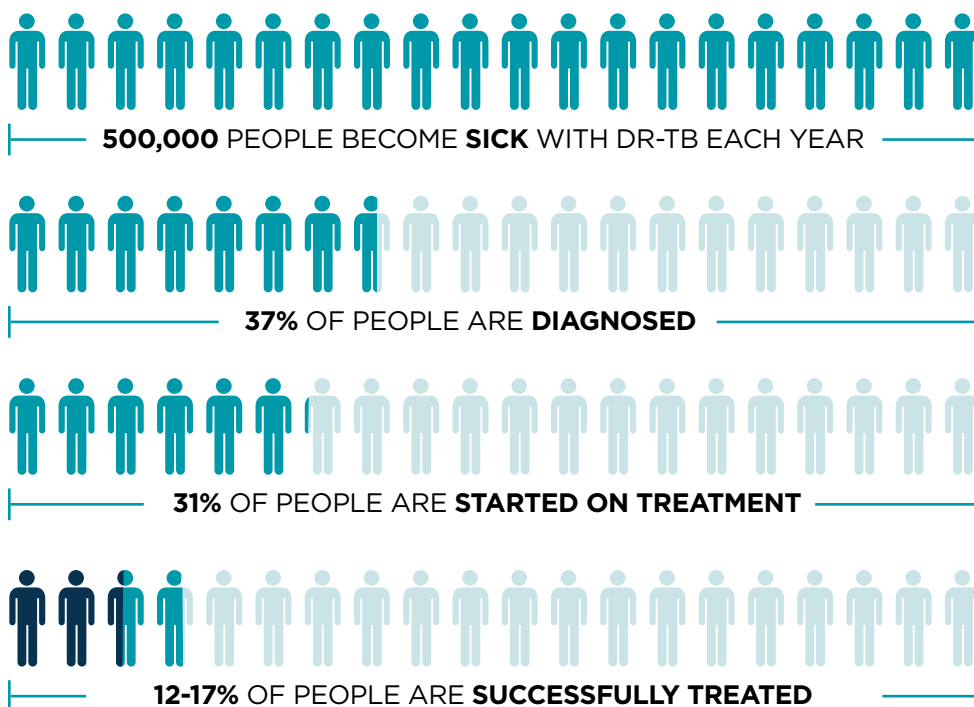 500,000 PEOPLE BECOME SICK WITH DR-TB EACH YEAR
37% OF PEOPLE ARE DIAGNOSED
31% OF PEOPLE ARE STARTED ON TREATMENT
12-17% OF PEOPLE ARE SUCCESSFULLY TREATED